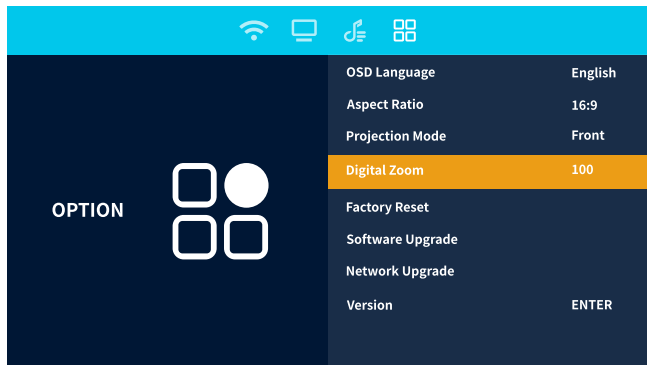 OPTION
OSD Language English
Aspect Ratio 16:9
Projection Mode Front
Digital Zoom 100
Factory Reset
Software Upgrade
Network Upgrade
Version ENTER